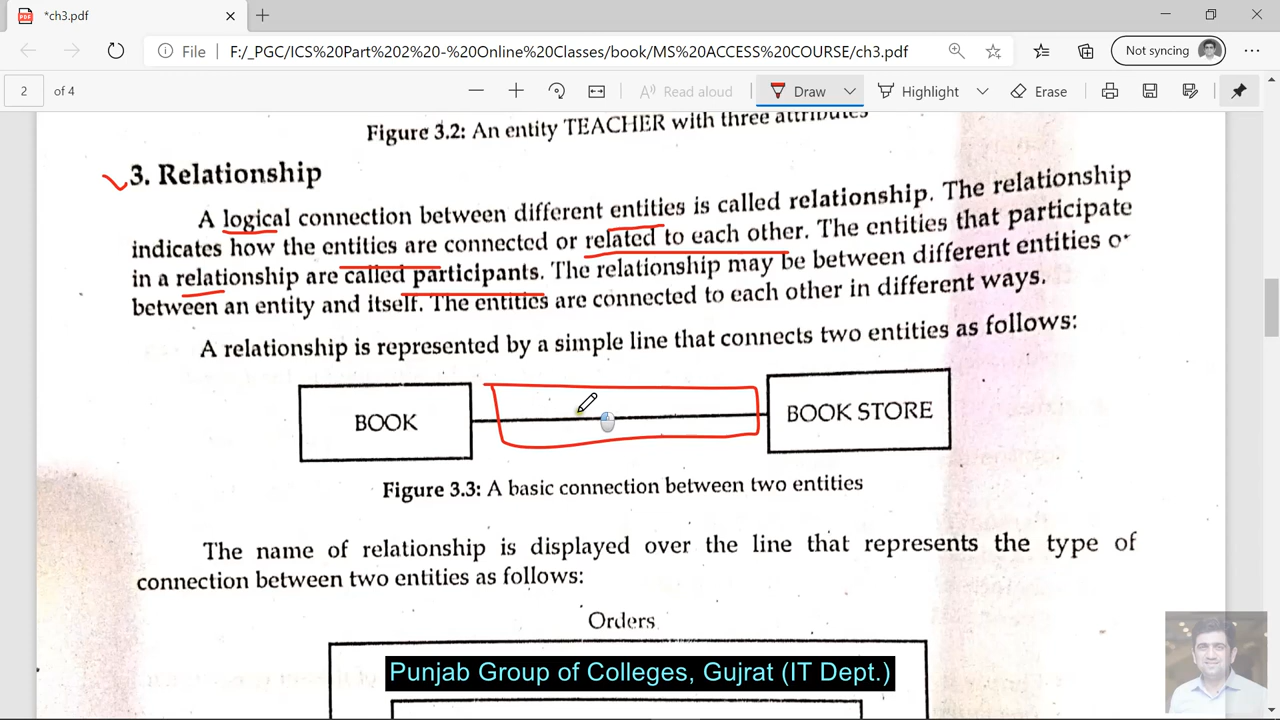 *ch3.pdf
File F:/_PGC/ICS%20Part%202%20-%20Online%20Classes/book/MS%20ACCESS%20COURSE/ch3.pdf Not syncing
2 of 4 Read aloud Draw Highlight Erase
Figure 3.2: An entity TEACHER with three attributes
3. Relationship
A logical connection between different entities is called relationship. The relationship
indicates how the entities are connected or related to each other. The entities that participate
in a relationship are called participants. The relationship may be between different entities or
between an entity and itself. The entities are connected to each other in different ways.
A relationship is represented by a simple line that connects two entities as follows:
BOOK BOOK STORE
Figure 3.3: A basic connection between two entities
The name of relationship is displayed over the line that represents the type of
connection between two entities as follows:
Orders
Punjab Group of Colleges, Gujrat (IT Dept.)